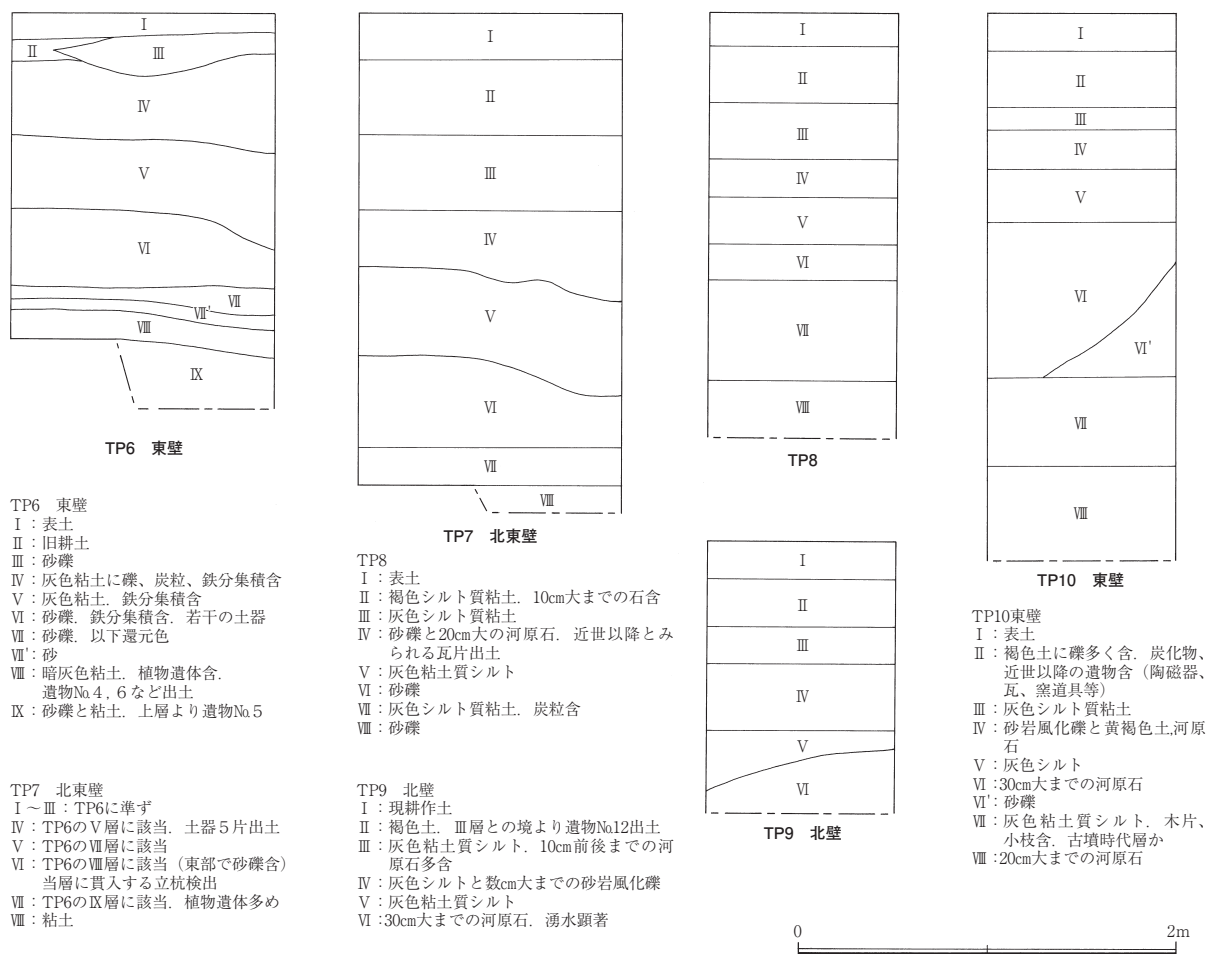 Ⅰ
Ⅱ
Ⅲ
Ⅳ
Ⅴ
Ⅵ
Ⅶ
Ⅶ'
Ⅷ
Ⅸ
TP6 東壁
Ⅰ
Ⅱ
Ⅲ
Ⅳ
Ⅴ
Ⅵ
Ⅶ
Ⅷ
TP7 北東壁
Ⅰ
Ⅱ
Ⅲ
Ⅳ
Ⅴ
Ⅵ
Ⅶ
Ⅷ
TP8
Ⅰ
Ⅱ
Ⅲ
Ⅳ
Ⅴ
Ⅵ
TP9 北壁
Ⅰ
Ⅱ
Ⅲ
Ⅳ
Ⅴ
Ⅵ
Ⅵ'
Ⅶ
Ⅷ
TP10 東壁
TP6 東壁
Ⅰ：表土
Ⅱ：旧耕土
Ⅲ：砂礫
Ⅳ：灰色粘土に礫、炭粒、鉄分集積含
Ⅴ：灰色粘土．鉄分集積含
Ⅵ：砂礫．鉄分集積含．若干の土器
Ⅶ：砂礫．以下還元色
Ⅶ'：砂
Ⅷ：暗灰色粘土．植物遺体含．
遺物№4，6など出土
Ⅸ：砂礫と粘土．上層より遺物№5
TP7 北東壁
Ⅰ～Ⅲ：TP6に準ず
Ⅳ：TP6のⅤ層に該当．土器5片出土
Ⅴ：TP6のⅦ層に該当
Ⅵ：TP6のⅧ層に該当（東部で砂礫含）
当層に貫入する立杭検出
Ⅶ：TP6のⅨ層に該当．植物遺体多め
Ⅷ：粘土
TP8
Ⅰ：表土
Ⅱ：褐色シルト質粘土．10cm大までの石含
Ⅲ：灰色シルト質粘土
Ⅳ：砂礫と20cm大の河原石．近世以降とみ
られる瓦片出土
Ⅴ：灰色粘土質シルト
Ⅵ：砂礫
Ⅶ：灰色シルト質粘土．炭粒含
Ⅷ：砂礫
TP9 北壁
Ⅰ：現耕作土
Ⅱ：褐色土．Ⅲ層との境より遺物№12出土
Ⅲ：灰色粘土質シルト．10cm前後までの河
原石多含
Ⅳ：灰色シルトと数cm大までの砂岩風化礫
Ⅴ：灰色粘土質シルト
Ⅵ：30cm大までの河原石．湧水顕著
TP10東壁
Ⅰ：表土
Ⅱ：褐色土に礫多く含．炭化物、
近世以降の遺物含（陶磁器、
瓦、窯道具等）
Ⅲ：灰色シルト質粘土
Ⅳ：砂岩風化礫と黄褐色土,河原
石
Ⅴ：灰色シルト
Ⅵ：30cm大までの河原石
Ⅵ'：砂礫
Ⅶ：灰色粘土質シルト．木片、
小枝含．古墳時代層か
Ⅷ：20cm大までの河原石
0 2m